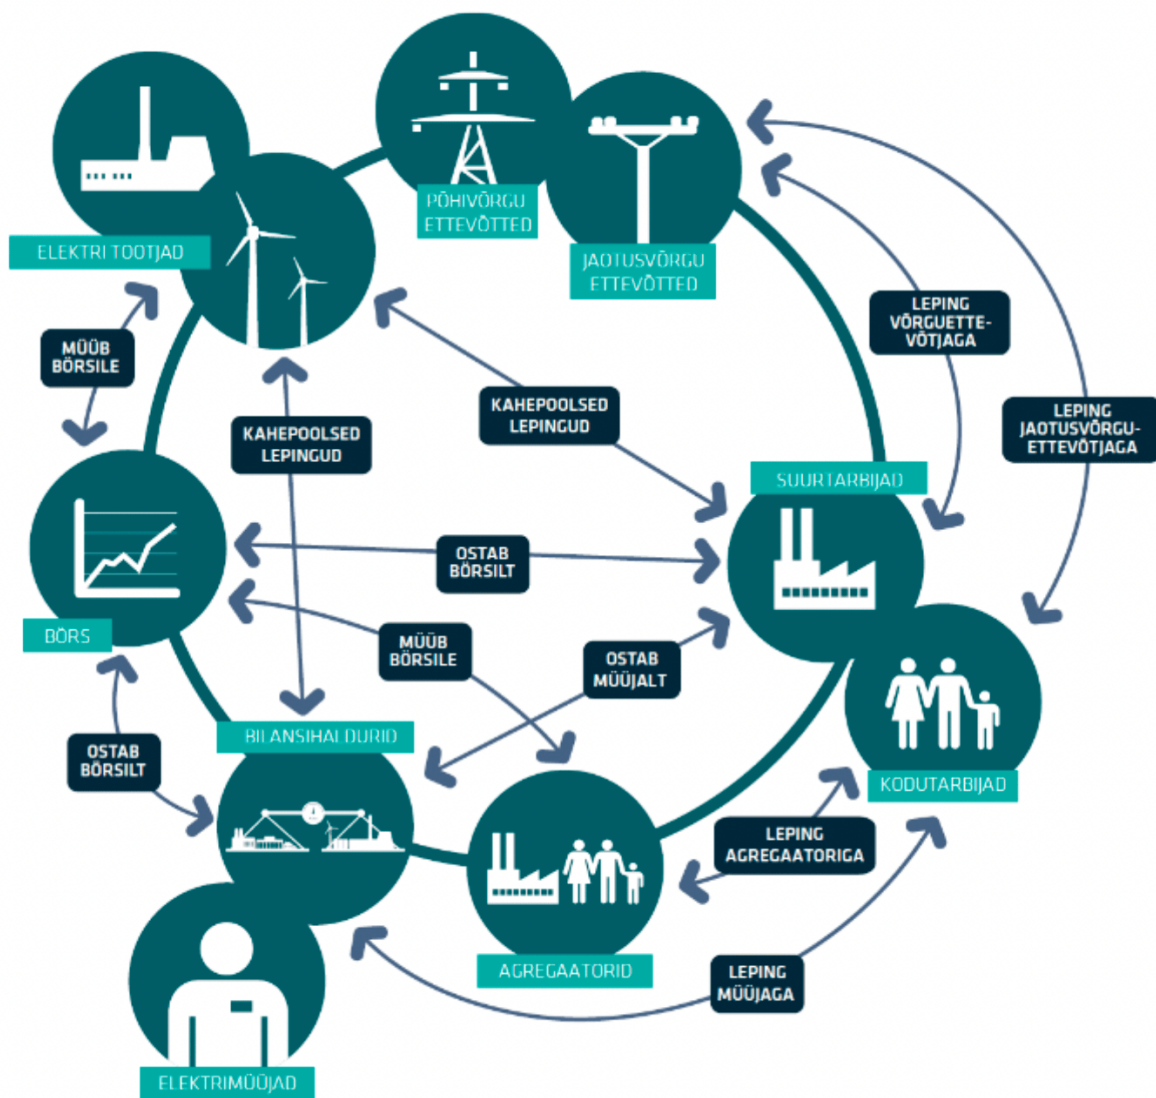 PÕHIVÕRGU
ETTEVÕTTED
ELEKTRI TOOTJAD
JAOTUSVÕRGU
ETTEVÕTTED
LEPING
VÕRGUETTE-
VÕTJAGA
MÜÜB
BÖRSILE
KAHEPOOLSED
LEPINGUD
KAHEPOOLSED
LEPINGUD
LEPING
JAOTUSVÕRGU-
ETTEVÕTJAGA
SUURTARBIJAD
OSTAB
BÖRSILT
BÖRS
MÜÜB
BÖRSILE
OSTAB
MÜÜJALT
BILANSIHALDURID
OSTAB
BÖRSILT
KODUTARBIJAD
LEPING
AGREGAATORIGA
AGREGAATORID
LEPING
MÜÜJAGA
ELEKTRIMÜÜJAD